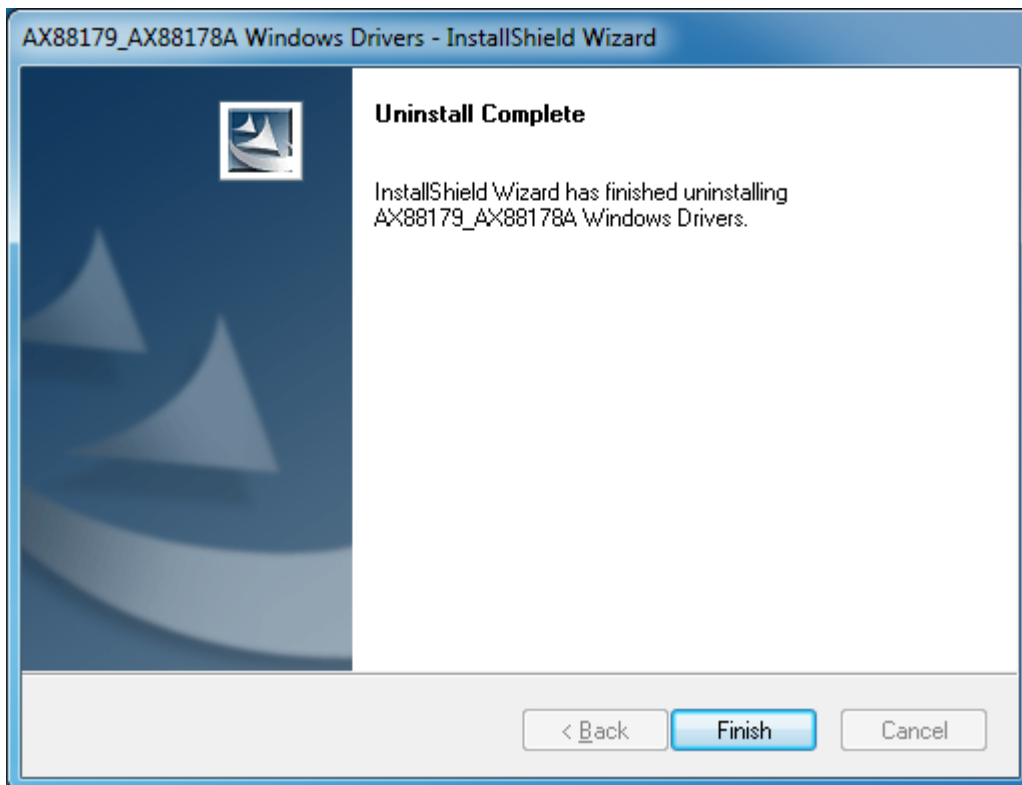 AX88179_AX88178A Windows Drivers - InstallShield Wizard
Uninstall Complete
InstallShield Wizard has finished uninstalling
AX88179_AX88178A Windows Drivers.
< Back
Finish
Cancel